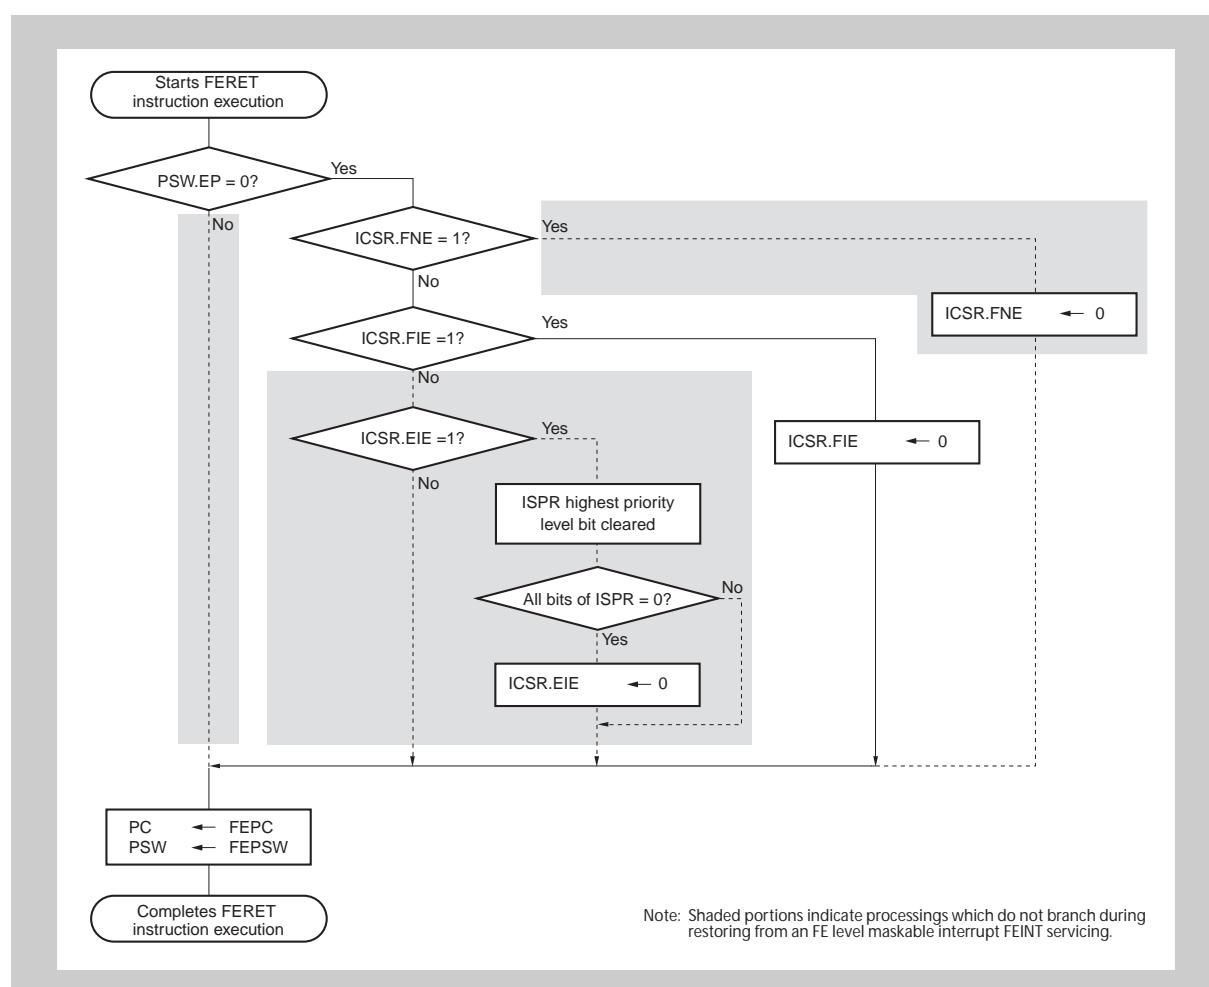 Starts FERET
instruction execution
PSW.EP = 0?
Yes
No
ICSR.FNE = 1?
Yes
No
ICSR.FNE ← 0
ICSR.FIE =1?
Yes
No
ICSR.FIE ← 0
ICSR.EIE =1?
Yes
No
ISPR highest priority
level bit cleared
All bits of ISPR = 0?
No
Yes
ICSR.EIE ← 0
PC ← FEPC
PSW ← FEPSW
Completes FERET
instruction execution
Note: Shaded portions indicate processings which do not branch during
restoring from an FE level maskable interrupt FEINT servicing.